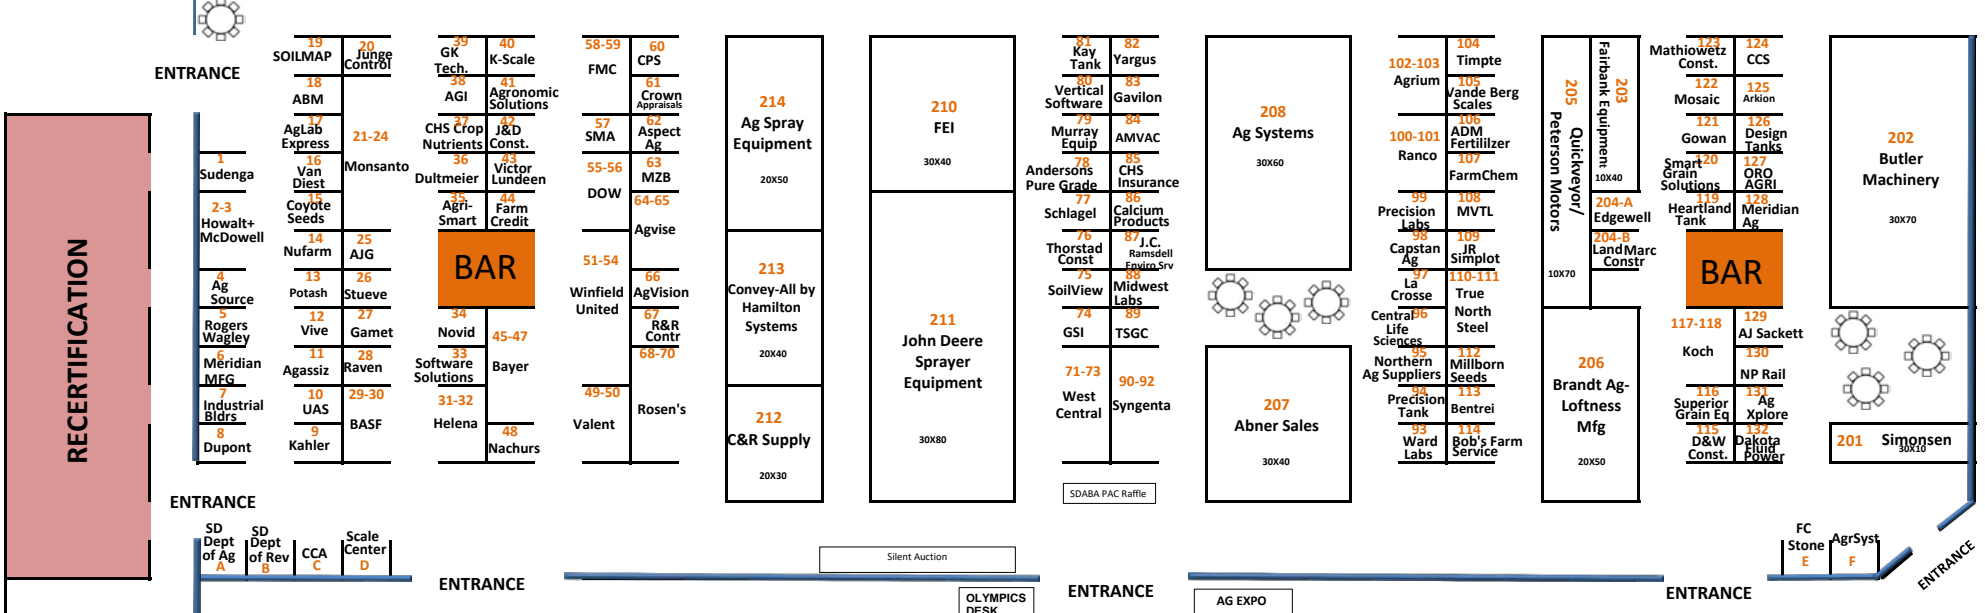 ENTRANCE
RECERTIFICATION
ENTRANCE
1
Sudenga
2-3
Howalt+
McDowell
4
Ag
Source
5
Rogers
Wagley
6
Meridian
MFG
7
Industrial
Bldrs
8
Dupont
19
SOILMAP
18
ABM
17
AgLab
Express
16
Van
Diest
15
Coyote
Seeds
14
Nufarm
13
Potash
12
Vive
11
Agassiz
10
UAS
9
Kahler
20
Junge
Control
21-24
Monsanto
25
AJG
26
Stueve
27
Gamet
28
Raven
29-30
BASF
39
GK
Tech.
38
AGI
37
CHS Crop
Nutrients
36
Dultmeier
35
Agri-
Smart
40
K-Scale
41
Agronomic
Solutions
42
J&D
Const.
43
Victor
Lundeen
44
Farm
Credit
BAR
34
Novid
33
Software
Solutions
31-32
Helena
45-47
Bayer
48
Nachurs
58-59
FMC
57
SMA
55-56
DOW
51-54
Winfield
United
49-50
Valent
60
CPS
61
Crown
Appraisals
62
Aspect
Ag
63
MZB
64-65
Agvise
66
AgVision
67
R&R
Contr
68-70
Rosen's
214
Ag Spray
Equipment
20X50
213
Convey-All by
Hamilton
Systems
20X40
212
C&R Supply
20X30
210
FEI
30X40
211
John Deere
Sprayer
Equipment
30X80
81
Kay
Tank
80
Vertical
Software
79
Murray
Equip
78
Andersons
Pure Grade
77
Schlagel
76
Thorstad
Const
75
SoilView
74
GSI
71-73
West
Central
82
Yargus
83
Gavilon
84
AMVAC
85
CHS
Insurance
86
Calcium
Products
87
J.C.
Ramsdell
Enviro Srv
88
Midwest
Labs
89
TSGC
90-92
Syngenta
SDABA PAC Raffle
208
Ag Systems
30X60
207
Abner Sales
30X40
102-103
Agrium
100-101
Ranco
99
Precision
Labs
98
Capstan
Ag
97
La
Crosse
96
Central
Life
Sciences
95
Northern
Ag Suppliers
94
Precision
Tank
93
Ward
Labs
104
Timpte
105
Vande Berg
Scales
106
ADM
Fertililzer
107
FarmChem
108
MVTL
109
JR
Simplot
110-111
True
North
Steel
112
Millborn
Seeds
113
Bentrei
114
Bob's Farm
Service
205
Quickveyor/
Peterson Motors
10X70
203
Fairbank Equipment
10X40
204-A
Edgewell
204-B
LandMarc
Constr
206
Brandt Ag-
Loftness
Mfg
20X50
123
Mathiowetz
Const.
122
Mosaic
121
Gowan
120
Smart
Grain
Solutions
119
Heartland
Tank
124
CCS
125
Arkion
126
Design
Tanks
127
ORO
AGRI
128
Meridian
Ag
BAR
117-118
Koch
116
Superior
Grain Eq
115
D&W
Const.
129
AJ Sackett
130
NP Rail
131
Ag
Xplore
132
Dakota
Fluid
Power
202
Butler
Machinery
30X70
201 Simonsen
30X10
SD
Dept
of Ag
A
SD
Dept
of Rev
B
CCA
C
Scale
Center
D
ENTRANCE
Silent Auction
OLYMPICS
DESK
ENTRANCE
AG EXPO
ENTRANCE
FC
Stone
E
AgrSyst
F
ENTRANCE